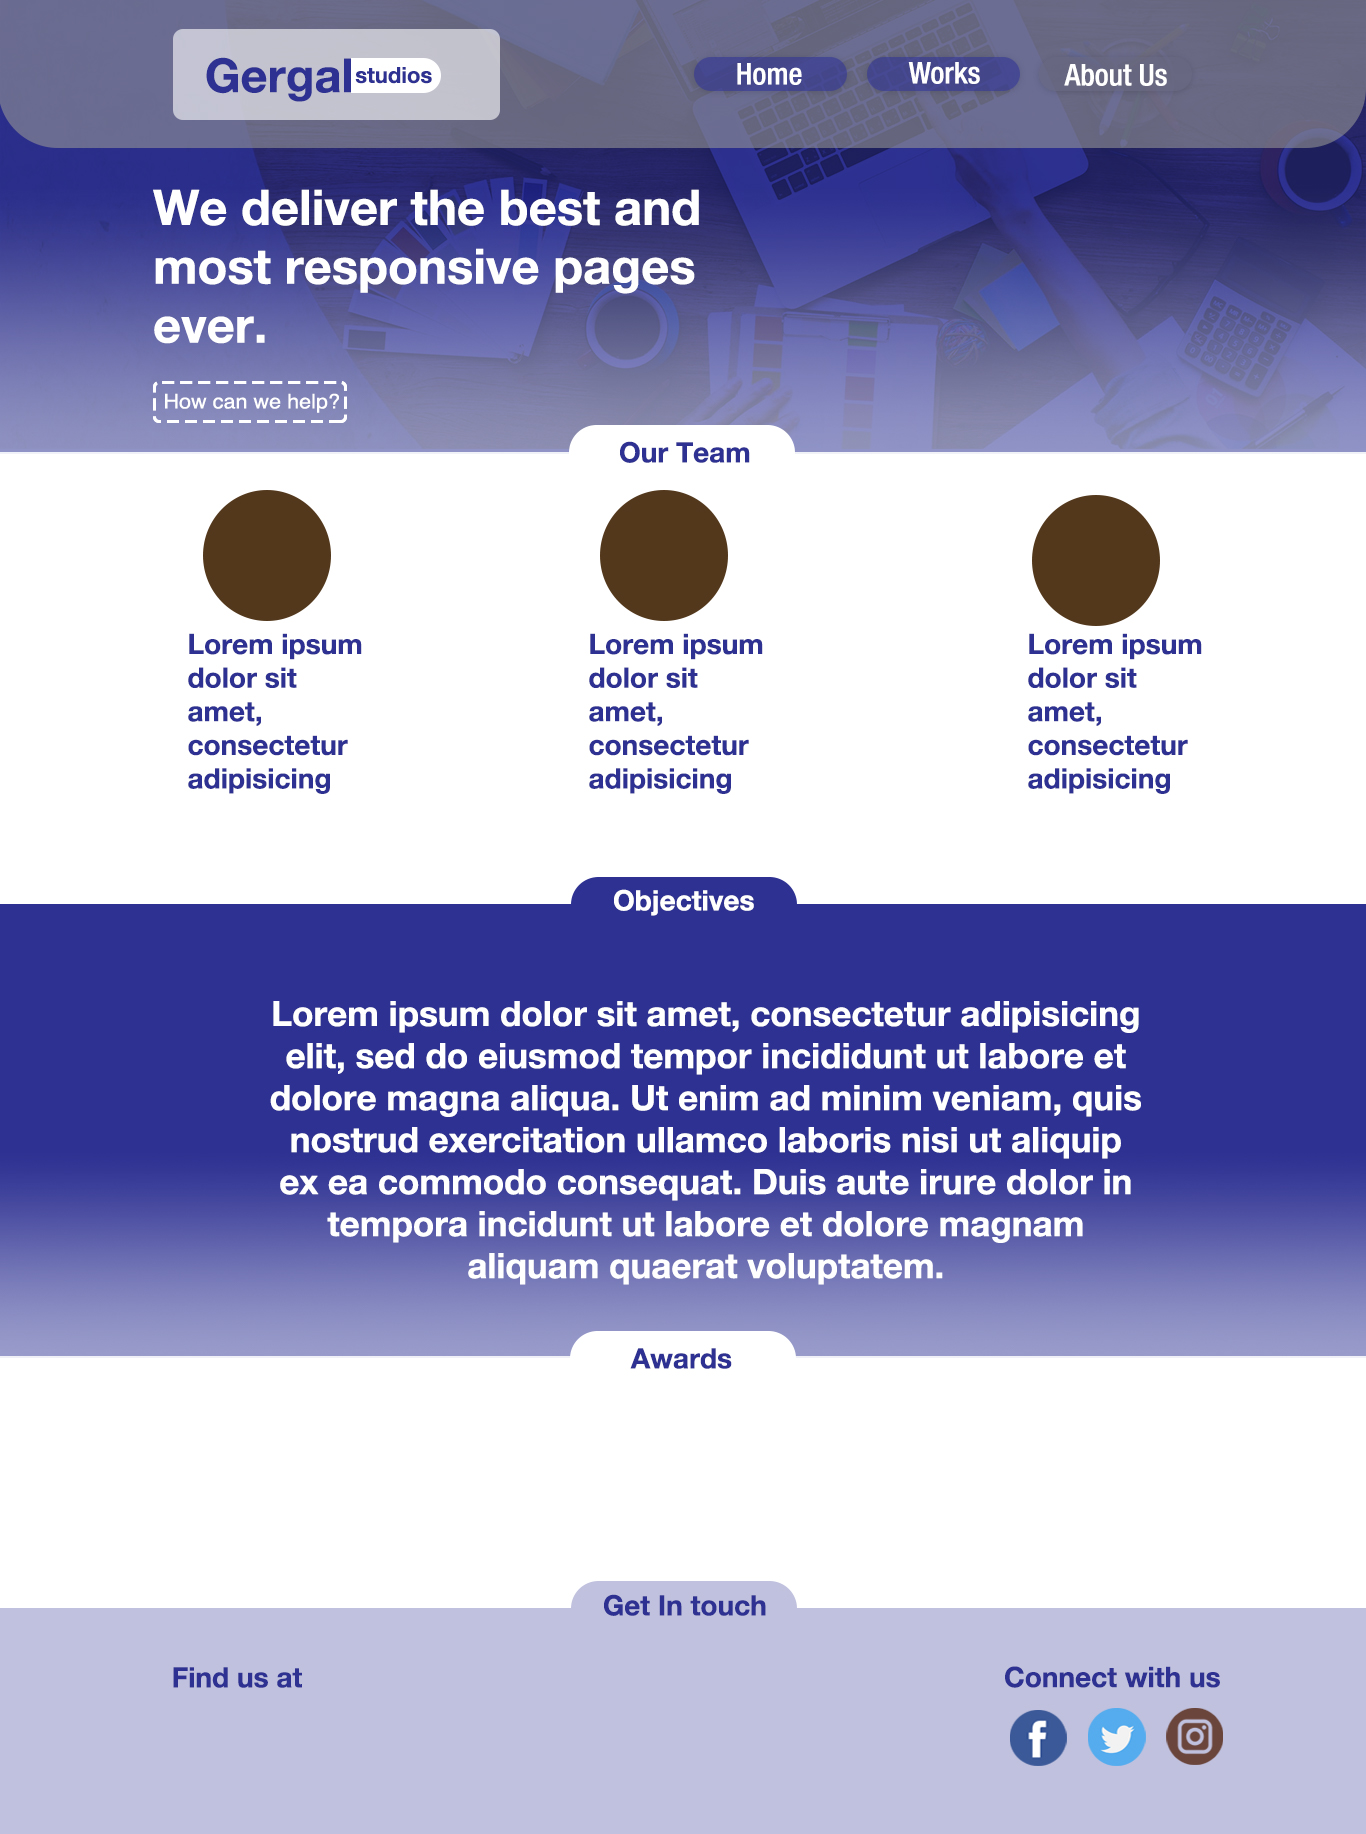 Gergal studios
Home
Works
About Us
We deliver the best and
most responsive pages
ever.
How can we help?
Our Team
Lorem ipsum
dolor sit
amet,
consectetur
adipisicing
Lorem ipsum
dolor sit
amet,
consectetur
adipisicing
Lorem ipsum
dolor sit
amet,
consectetur
adipisicing
Objectives
Lorem ipsum dolor sit amet, consectetur adipisicing
elit, sed do eiusmod tempor incididunt ut labore et
dolore magna aliqua. Ut enim ad minim veniam, quis
nostrud exercitation ullamco laboris nisi ut aliquip
ex ea commodo consequat. Duis aute irure dolor in
tempora incidunt ut labore et dolore magnam
aliquam quaerat voluptatem.
Awards
Get In touch
Find us at
Connect with us